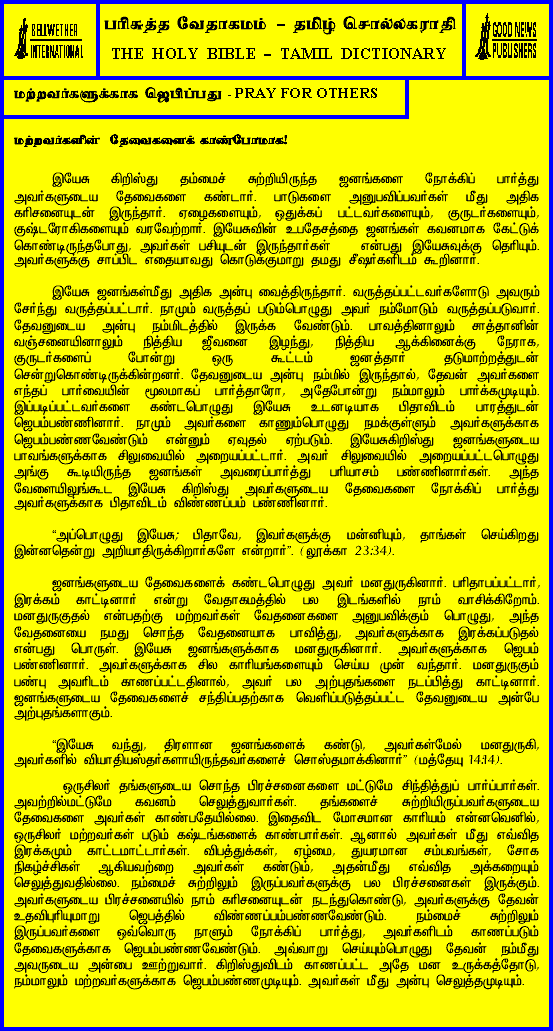 BELLWETHER
INTERNATIONAL
பரிசுத்த வேதாகமம் – தமிழ் சொல்லகராதி
THE HOLY BIBLE – TAMIL DICTIONARY
GOOD NEWS
PUBLISHERS
மற்றவர்களுக்காக ஜெபிப்பது - PRAY FOR OTHERS
மற்றவர்களின் தேவைகளைக் காண்போமாக!
இயேசு கிறிஸ்து தம்மைச் சுற்றியிருந்த ஜனங்களை நோக்கிப் பார்த்து
அவர்களுடைய தேவைகளை கண்டார். பாடுகளை அனுபவிப்பவர்கள் மீது அதிக
கரிசனையுடன் இருந்தார். ஏழைகளையும், ஒதுக்கப் பட்டவர்களையும், குருடர்களையும்,
குஷ்டரோகிகளையும் வரவேற்றார். இயேசுவின் உபதேசத்தை ஜனங்கள் கவனமாக கேட்டுக்
கொண்டிருந்தபோது, அவர்கள் பசியுடன் இருந்தார்கள் என்பது இயேசுவுக்கு தெரியும்.
அவர்களுக்கு சாப்பிட எதையாவது கொடுக்குமாறு தமது சீஷர்களிடம் கூறினார்.
இயேசு ஜனங்கள்மீது அதிக அன்பு வைத்திருந்தார். வருத்தப்பட்டவர்களோடு அவரும்
சேர்ந்து வருத்தப்பட்டார். நாமும் வருத்தப் படும்பொழுது அவர் நம்மோடும் வருத்தப்படுவார்.
தேவனுடைய அன்பு நம்மிடத்தில் இருக்க வேண்டும். பாவத்தினாலும் சாத்தானின்
வஞ்சனையினாலும் நித்திய ஜீவனை இழந்து, நித்திய ஆக்கினைக்கு நேராக,
குருடர்களைப் போன்று ஒரு கூட்டம் ஜனத்தார் தடுமாற்றத்துடன்
சென்றுகொண்டிருக்கின்றனர். தேவனுடைய அன்பு நம்மில் இருந்தால், தேவன் அவர்களை
எந்தப் பார்வையின் மூலமாகப் பார்த்தாரோ, அதேபோன்று நம்மாலும் பார்க்கமுடியும்.
இப்படிப்பட்டவர்களை கண்டபொழுது இயேசு உடனடியாக பிதாவிடம் பாரத்துடன்
ஜெபம்பண்ணினார். நாமும் அவர்களை காணும்பொழுது நமக்குள்ளும் அவர்களுக்காக
ஜெபம்பண்ணவேண்டும் என்னும் ஏவுதல் ஏற்படும். இயேசுகிறிஸ்து ஜனங்களுடைய
பாவங்களுக்காக சிலுவையில் அறையப்பட்டார். அவர் சிலுவையில் அறையப்பட்டபொழுது
அங்கு கூடியிருந்த ஜனங்கள் அவரைப்பார்த்து பரியாசம் பண்ணினார்கள். அந்த
வேளையிலுங்கூட இயேசு கிறிஸ்து அவர்களுடைய தேவைகளை நோக்கிப் பார்த்து
அவர்களுக்காக பிதாவிடம் விண்ணப்பம் பண்ணினார்.
“அப்பொழுது இயேசு; பிதாவே, இவர்களுக்கு மன்னியும், தாங்கள் செய்கிறது
இன்னதென்று அறியாதிருக்கிறார்களே என்றார்”. (லூக்கா 23:34).
ஜனங்களுடைய தேவைகளைக் கண்டபொழுது அவர் மனதுருகினார். பரிதாபப்பட்டார்,
இரக்கம் காட்டினார் என்று வேதாகமத்தில் பல இடங்களில் நாம் வாசிக்கிறோம்.
மனதுருகுதல் என்பதற்கு மற்றவர்கள் வேதனைகளை அனுபவிக்கும் பொழுது, அந்த
வேதனையை நமது சொந்த வேதனையாக பாவித்து, அவர்களுக்காக இரக்கப்படுதல்
என்பது பொருள். இயேசு ஜனங்களுக்காக மனதுருகினார். அவர்களுக்காக ஜெபம்
பண்ணினார். அவர்களுக்காக சில காரியங்களையும் செய்ய முன் வந்தார். மனதுருகும்
பண்பு அவரிடம் காணப்பட்டதினால், அவர் பல அற்புதங்களை நடப்பித்து காட்டினார்.
ஜனங்களுடைய தேவைகளைச் சந்திப்பதற்காக வெளிப்படுத்தப்பட்ட தேவனுடைய அன்பே
அற்புதங்களாகும்.
“இயேசு வந்து, திரளான ஜனங்களைக் கண்டு, அவர்கள்மேல் மனதுருகி,
அவர்களில் வியாதியஸ்தர்களாயிருந்தவர்களைச் சொஸ்தமாக்கினார்” (மத்தேயு 14:14).
ஒருசிலர் தங்களுடைய சொந்த பிரச்சனைகளை மட்டுமே சிந்தித்துப் பார்ப்பார்கள்.
அவற்றில்மட்டுமே கவனம் செலுத்துவார்கள். தங்களைச் சுற்றியிருப்பவர்களுடைய
தேவைகளை அவர்கள் காண்பதேயில்லை. இதைவிட மோசமான காரியம் என்னவெனில்,
ஒருசிலர் மற்றவர்கள் படும் கஷ்டங்களைக் காண்பார்கள். ஆனால் அவர்கள் மீது எவ்வித
இரக்கமும் காட்டமாட்டார்கள். விபத்துக்கள், ஏழ்மை, துயரமான சம்பவங்கள், சோக
நிகழ்ச்சிகள் ஆகியவற்றை அவர்கள் கண்டும், அதன்மீது எவ்வித அக்கறையும்
செலுத்துவதில்லை. நம்மைச் சுற்றிலும் இருப்பவர்களுக்கு பல பிரச்சனைகள் இருக்கும்.
அவர்களுடைய பிரச்சனையில் நாம் கரிசனையுடன் நடந்துகொண்டு, அவர்களுக்கு தேவன்
உதவிபுரியுமாறு ஜெபத்தில் விண்ணப்பம்பண்ணவேண்டும். நம்மைச் சுற்றிலும்
இருப்பவர்களை ஒவ்வொரு நாளும் நோக்கிப் பார்த்து, அவர்களிடம் காணப்படும்
தேவைகளுக்காக ஜெபம்பண்ணவேண்டும். அவ்வாறு செய்யும்பொழுது தேவன் நம்மீது
அவருடைய அன்பை ஊற்றுவார். கிறிஸ்துவிடம் காணப்பட்ட அதே மன உருக்கத்தோடு,
நம்மாலும் மற்றவர்களுக்காக ஜெபம்பண்ணமுடியும். அவர்கள் மீது அன்பு செலுத்தமுடியும்.